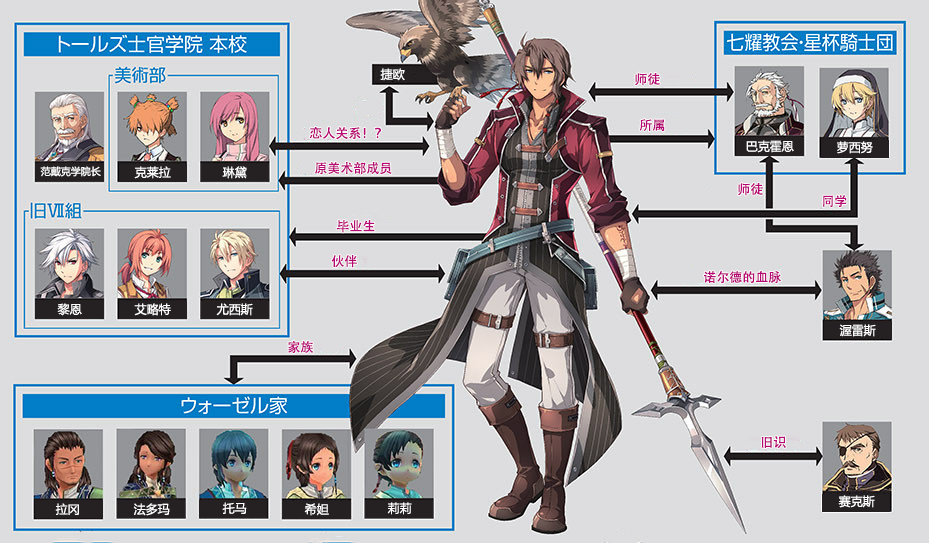 トールズ士官学院 本校
美術部
范戴克学院长
克莱拉
琳黛
旧Ⅶ組
黎恩
艾略特
尤西斯
捷欧
恋人关系！？
原美术部成员
毕业生
伙伴
家族
ウォーゼル家
拉冈
法多玛
托马
希妲
莉莉
师徒
所属
七耀教会・星杯騎士団
巴克霍恩
萝西努
师徒
同学
诺尔德的血脉
渥雷斯
旧识
赛克斯